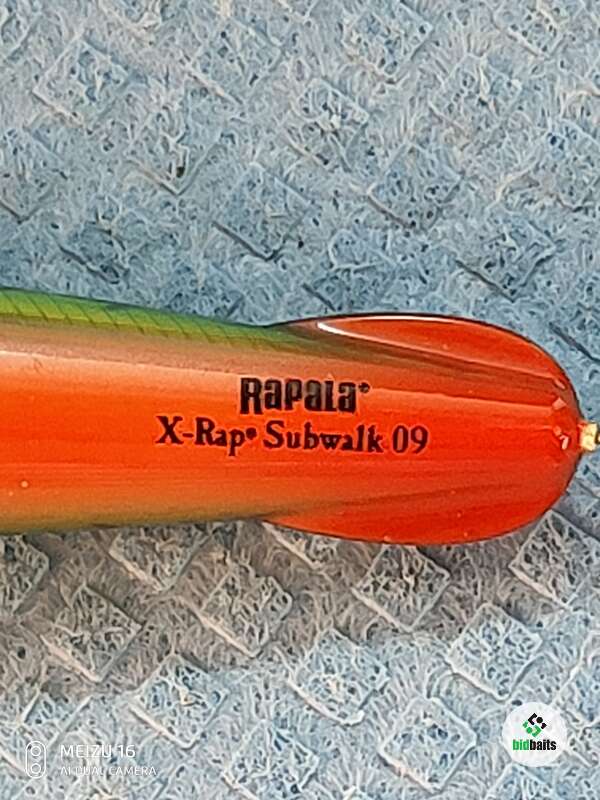 Rapala®
X-Rap® Subwalk 09
MEIZU 16
AI DUAL CAMERA
bidbaits